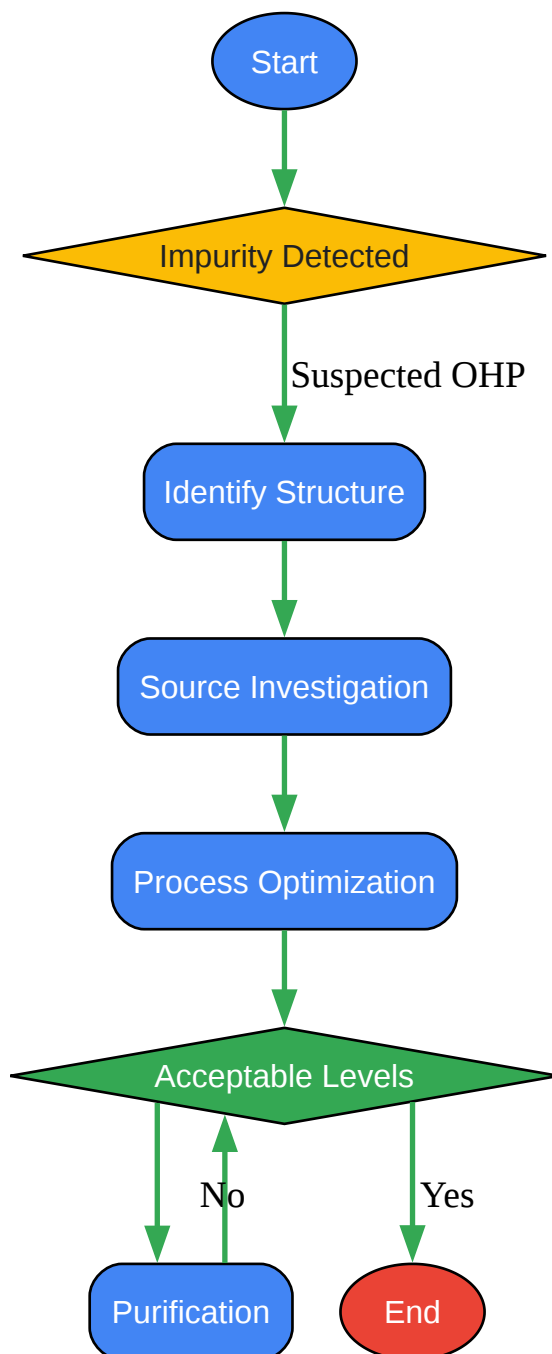 Start
Impurity Detected
Suspected OHP
Identify Structure
Source Investigation
Process Optimization
Acceptable Levels
No
Yes
Purification
End